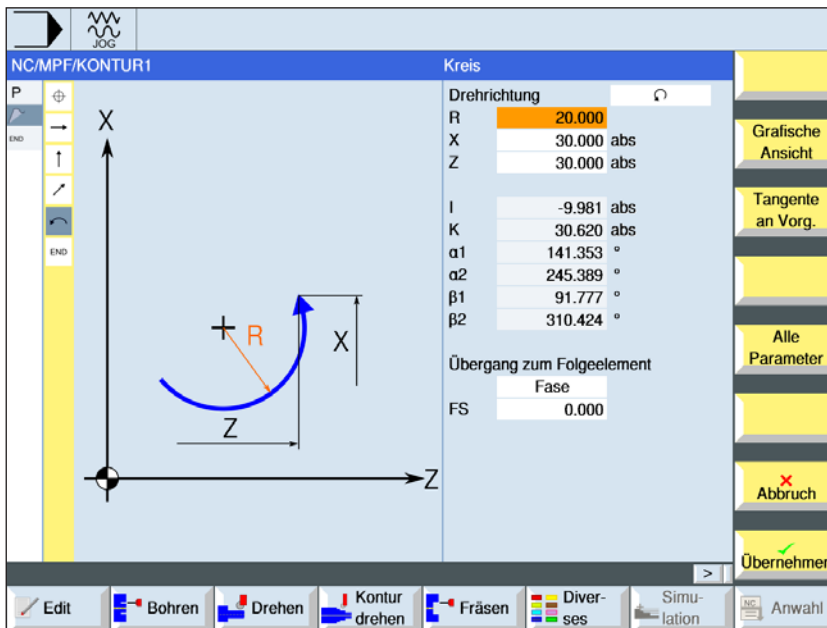 JOG
NC/MPF/KONTUR1
Kreis
P
END
END
X
R
X
Z
Z
Drehrichtung
R 20.000
X 30.000 abs
Z 30.000 abs
I -9.981 abs
K 30.620 abs
α1 141.353 °
α2 245.389 °
β1 91.777 °
β2 310.424 °
Übergang zum Folgeelement
Fase
FS 0.000
Grafische
Ansicht
Tangente
an Vorg.
Alle
Parameter
Abbruch
Übernehmen
>
Edit
Bohren
Drehen
Kontur
drehen
Fräsen
Diver-
ses
Simu-
lation
NC
Anwahl